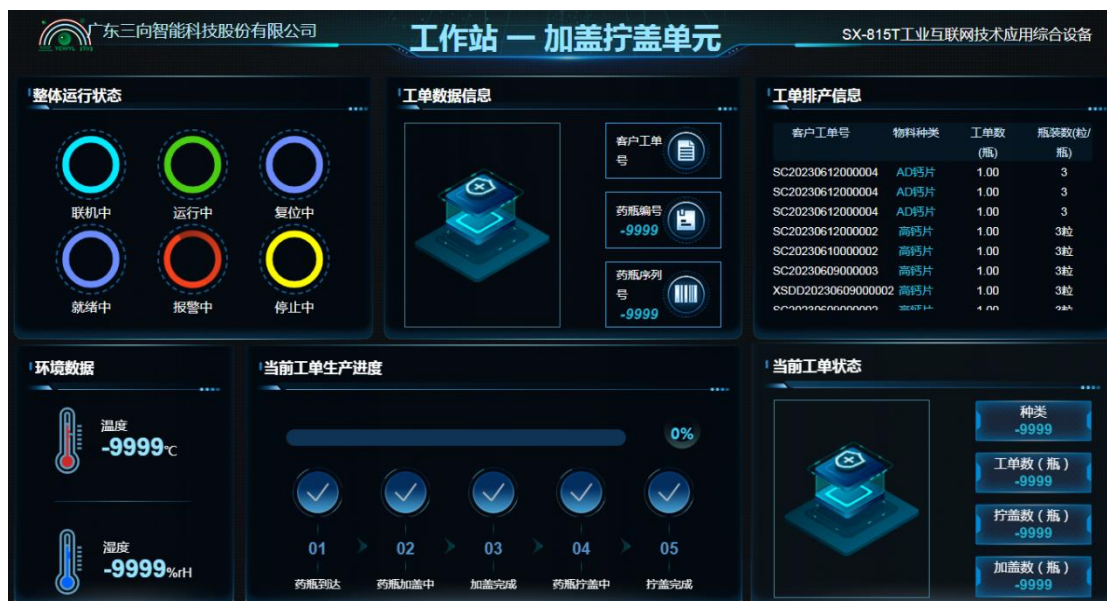 广东三向智能科技股份有限公司
工作站 一 加盖拧盖单元
SX-815T工业互联网技术应用综合设备
整体运行状态
联机中
运行中
复位中
就绪中
报警中
停止中
工单数据信息
客户工单
号
药瓶编号
-9999
药瓶序列
号
-9999
工单排产信息
客户工单号 物料种类 工单数(瓶) 瓶装数(粒/瓶)
SC20230612000004 AD钙片 1.00 3
SC20230612000004 AD钙片 1.00 3
SC20230612000004 AD钙片 1.00 3
SC20230612000002 高钙片 1.00 3粒
SC20230610000002 高钙片 1.00 3粒
SC20230609000003 高钙片 1.00 3粒
XSDD20230609000002 高钙片 1.00 3粒
环境数据
温度
-9999℃
湿度
-9999%rH
当前工单生产进度
0%
01 02 03 04 05
药瓶到达 药瓶加盖中 加盖完成 药瓶拧盖中 拧盖完成
当前工单状态
种类
-9999
工单数（瓶）
-9999
拧盖数（瓶）
-9999
加盖数（瓶）
-9999